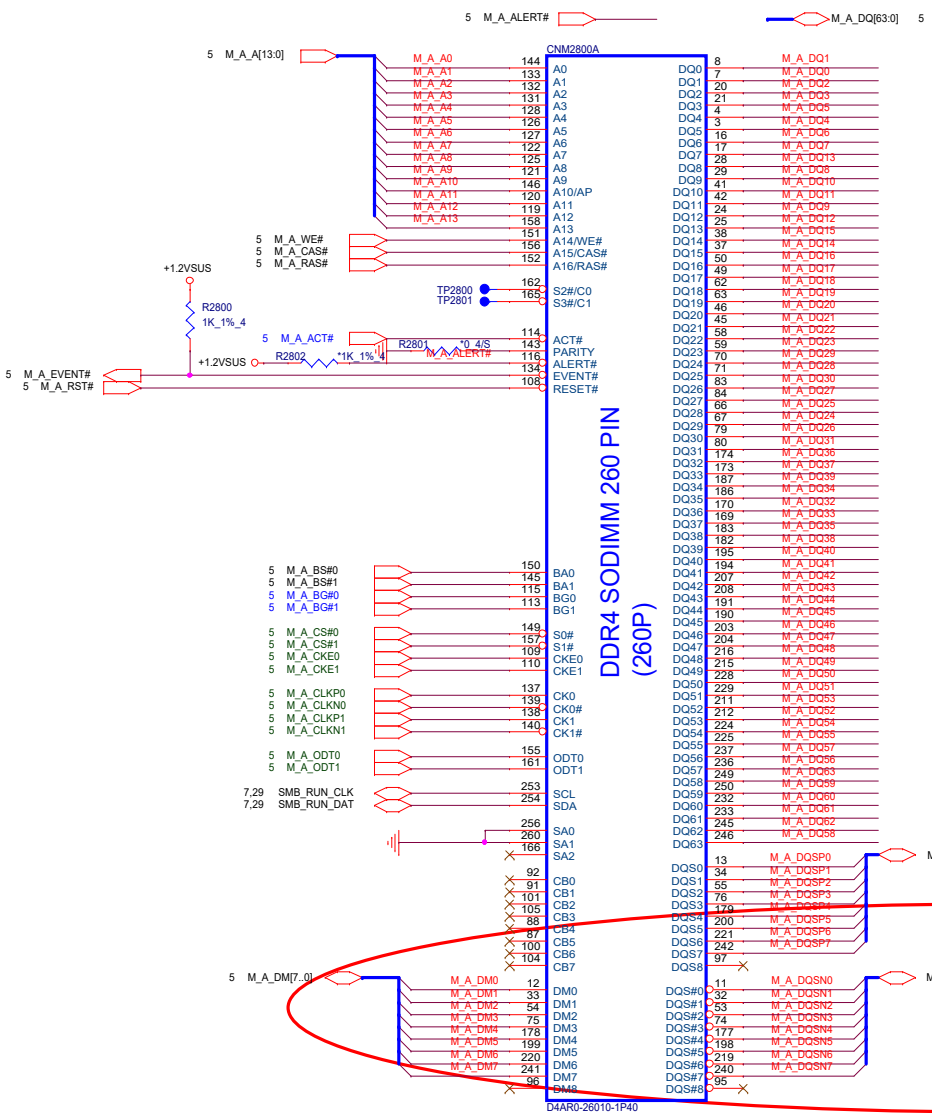 5 M_A_ALERT#
M_A_DQ[63:0] 5
5 M_A_A[13:0]
M_A_A0
M_A_A1
M_A_A2
M_A_A3
M_A_A4
M_A_A5
M_A_A6
M_A_A7
M_A_A8
M_A_A9
M_A_A10
M_A_A11
M_A_A12
M_A_A13
5 M_A_WE#
5 M_A_CAS#
5 M_A_RAS#
+1.2VSUS
R2800
1K_1%_4
TP2800
TP2801
5 M_A_ACT#
R2801 *0_4/S
M_A_ALERT#
+1.2VSUS R2802 *1K_1%_4
5 M_A_EVENT#
5 M_A_RST#
5 M_A_BS#0
5 M_A_BS#1
5 M_A_BG#0
5 M_A_BG#1
5 M_A_CS#0
5 M_A_CS#1
5 M_A_CKE0
5 M_A_CKE1
5 M_A_CLKP0
5 M_A_CLKN0
5 M_A_CLKP1
5 M_A_CLKN1
5 M_A_ODT0
5 M_A_ODT1
7,29 SMB_RUN_CLK
7,29 SMB_RUN_DAT
5 M_A_DM[7..0]
M_A_DM0
M_A_DM1
M_A_DM2
M_A_DM3
M_A_DM4
M_A_DM5
M_A_DM6
M_A_DM7
CNM2800A
144 A0
133 A1
132 A2
131 A3
128 A4
126 A5
127 A6
122 A7
125 A8
121 A9
146 A10/AP
120 A11
119 A12
158 A13
151 A14/WE#
156 A15/CAS#
152 A16/RAS#
162 S2#/C0
165 S3#/C1
114 ACT#
143 PARITY
116 ALERT#
134 EVENT#
108 RESET#
150 BA0
145 BA1
115 BG0
113 BG1
149 S0#
157 S1#
109 CKE0
110 CKE1
137 CK0
139 CK0#
138 CK1
140 CK1#
155 ODT0
161 ODT1
253 SCL
254 SDA
256 SA0
260 SA1
166 SA2
92 CB0
91 CB1
101 CB2
105 CB3
88 CB4
87 CB5
100 CB6
104 CB7
12 DM0
33 DM1
54 DM2
75 DM3
178 DM4
199 DM5
220 DM6
241 DM7
96 DM8
DDR4 SODIMM 260 PIN
(260P)
DQ0 8 M_A_DQ1
DQ1 7 M_A_DQ0
DQ2 20 M_A_DQ2
DQ3 21 M_A_DQ3
DQ4 4 M_A_DQ5
DQ5 3 M_A_DQ4
DQ6 16 M_A_DQ6
DQ7 17 M_A_DQ7
DQ8 28 M_A_DQ13
DQ9 29 M_A_DQ8
DQ10 41 M_A_DQ10
DQ11 42 M_A_DQ11
DQ12 24 M_A_DQ9
DQ13 25 M_A_DQ12
DQ14 38 M_A_DQ15
DQ15 37 M_A_DQ14
DQ16 50 M_A_DQ16
DQ17 49 M_A_DQ17
DQ18 62 M_A_DQ18
DQ19 63 M_A_DQ19
DQ20 46 M_A_DQ20
DQ21 45 M_A_DQ21
DQ22 58 M_A_DQ22
DQ23 59 M_A_DQ23
DQ24 70 M_A_DQ29
DQ25 71 M_A_DQ28
DQ26 83 M_A_DQ30
DQ27 84 M_A_DQ27
DQ28 66 M_A_DQ25
DQ29 67 M_A_DQ24
DQ30 79 M_A_DQ26
DQ31 80 M_A_DQ31
DQ32 174 M_A_DQ36
DQ33 173 M_A_DQ37
DQ34 187 M_A_DQ39
DQ35 186 M_A_DQ34
DQ36 170 M_A_DQ32
DQ37 169 M_A_DQ33
DQ38 183 M_A_DQ35
DQ39 182 M_A_DQ38
DQ40 195 M_A_DQ40
DQ41 194 M_A_DQ41
DQ42 207 M_A_DQ42
DQ43 208 M_A_DQ43
DQ44 191 M_A_DQ44
DQ45 190 M_A_DQ45
DQ46 203 M_A_DQ46
DQ47 204 M_A_DQ47
DQ48 216 M_A_DQ48
DQ49 215 M_A_DQ49
DQ50 228 M_A_DQ50
DQ51 229 M_A_DQ51
DQ52 211 M_A_DQ53
DQ53 212 M_A_DQ52
DQ54 224 M_A_DQ54
DQ55 225 M_A_DQ55
DQ56 237 M_A_DQ57
DQ57 236 M_A_DQ56
DQ58 249 M_A_DQ63
DQ59 250 M_A_DQ59
DQ60 232 M_A_DQ60
DQ61 233 M_A_DQ61
DQ62 245 M_A_DQ62
DQ63 246 M_A_DQ58
DQS0 13 M_A_DQSP0
DQS1 34 M_A_DQSP1
DQS2 55 M_A_DQSP2
DQS3 76 M_A_DQSP3
DQS4 179 M_A_DQSP4
DQS5 200 M_A_DQSP5
DQS6 221 M_A_DQSP6
DQS7 242 M_A_DQSP7
DQS8 97
DQS#0 11 M_A_DQSN0
DQS#1 32 M_A_DQSN1
DQS#2 53 M_A_DQSN2
DQS#3 74 M_A_DQSN3
DQS#4 177 M_A_DQSN4
DQS#5 198 M_A_DQSN5
DQS#6 219 M_A_DQSN6
DQS#7 240 M_A_DQSN7
DQS#8 95
D4AR0-26010-1P40